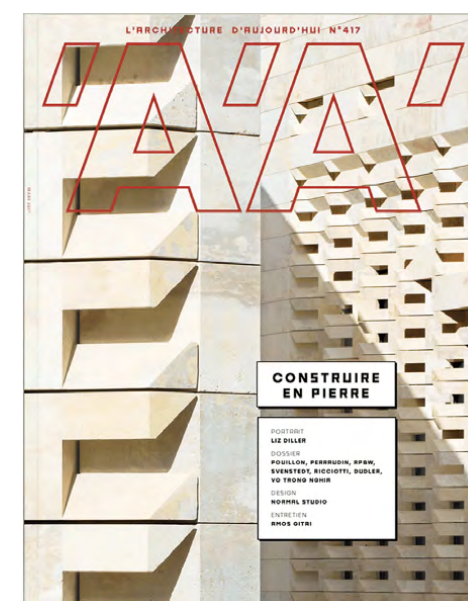 L'ARCHITECTURE D'AUJOURD'HUI N°417
'A'A'
CONSTRUIRE
EN PIERRE
PORTRAIT
LIZ DILLER
DOSSIER
POUILLON, PERRAUDIN, RPBW,
SVENSTEDT, RICCIOTTI, DUDLER,
VO TRONG NGHIA
DESIGN
NORMAL STUDIO
ENTRETIEN
AMOS GITAI